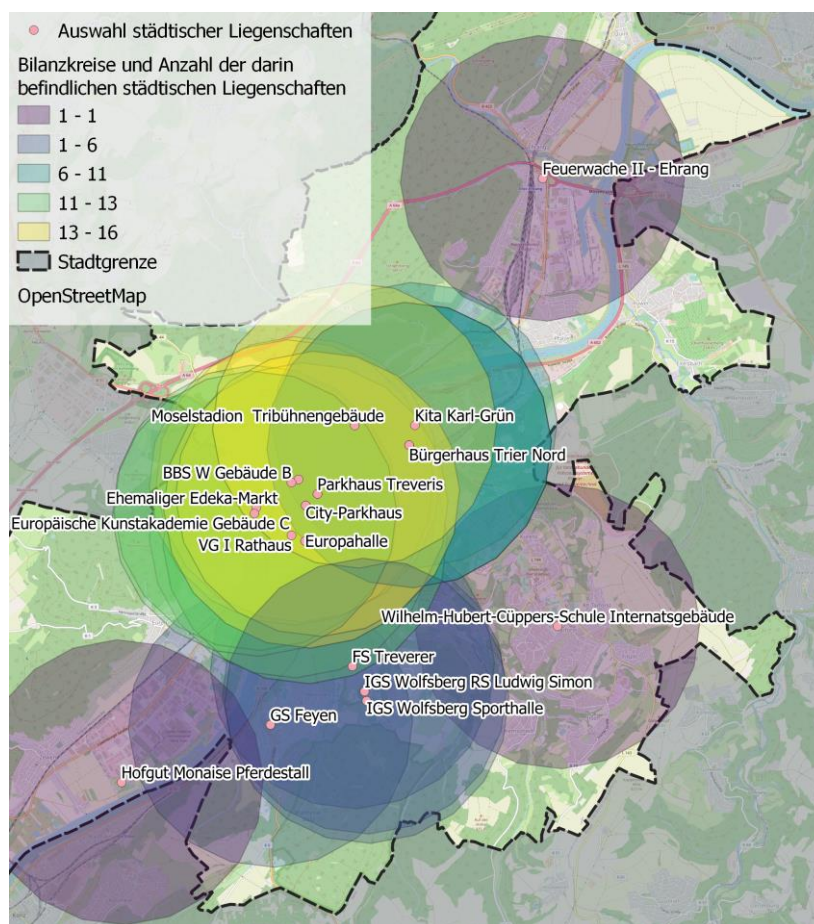 Auswahl städtischer Liegenschaften
Bilanzkreise und Anzahl der darin
befindlichen städtischen Liegenschaften
1 - 1
1 - 6
6 - 11
11 - 13
13 - 16
Stadtgrenze
OpenStreetMap
Feuerwache II - Ehrang
Moselstadion Tribühnengebäude
Kita Karl-Grün
Bürgerhaus Trier Nord
BBS W Gebäude B
Parkhaus Treveris
Ehemaliger Edeka-Markt
City-Parkhaus
Europäische Kunstakademie Gebäude C
VG I Rathaus
Europahalle
Wilhelm-Hubert-Cüppers-Schule Internatsgebäude
FS Treverer
IGS Wolfsberg RS Ludwig Simon
IGS Wolfsberg Sporthalle
GS Feyen
Hofgut Monaise Pferdestall